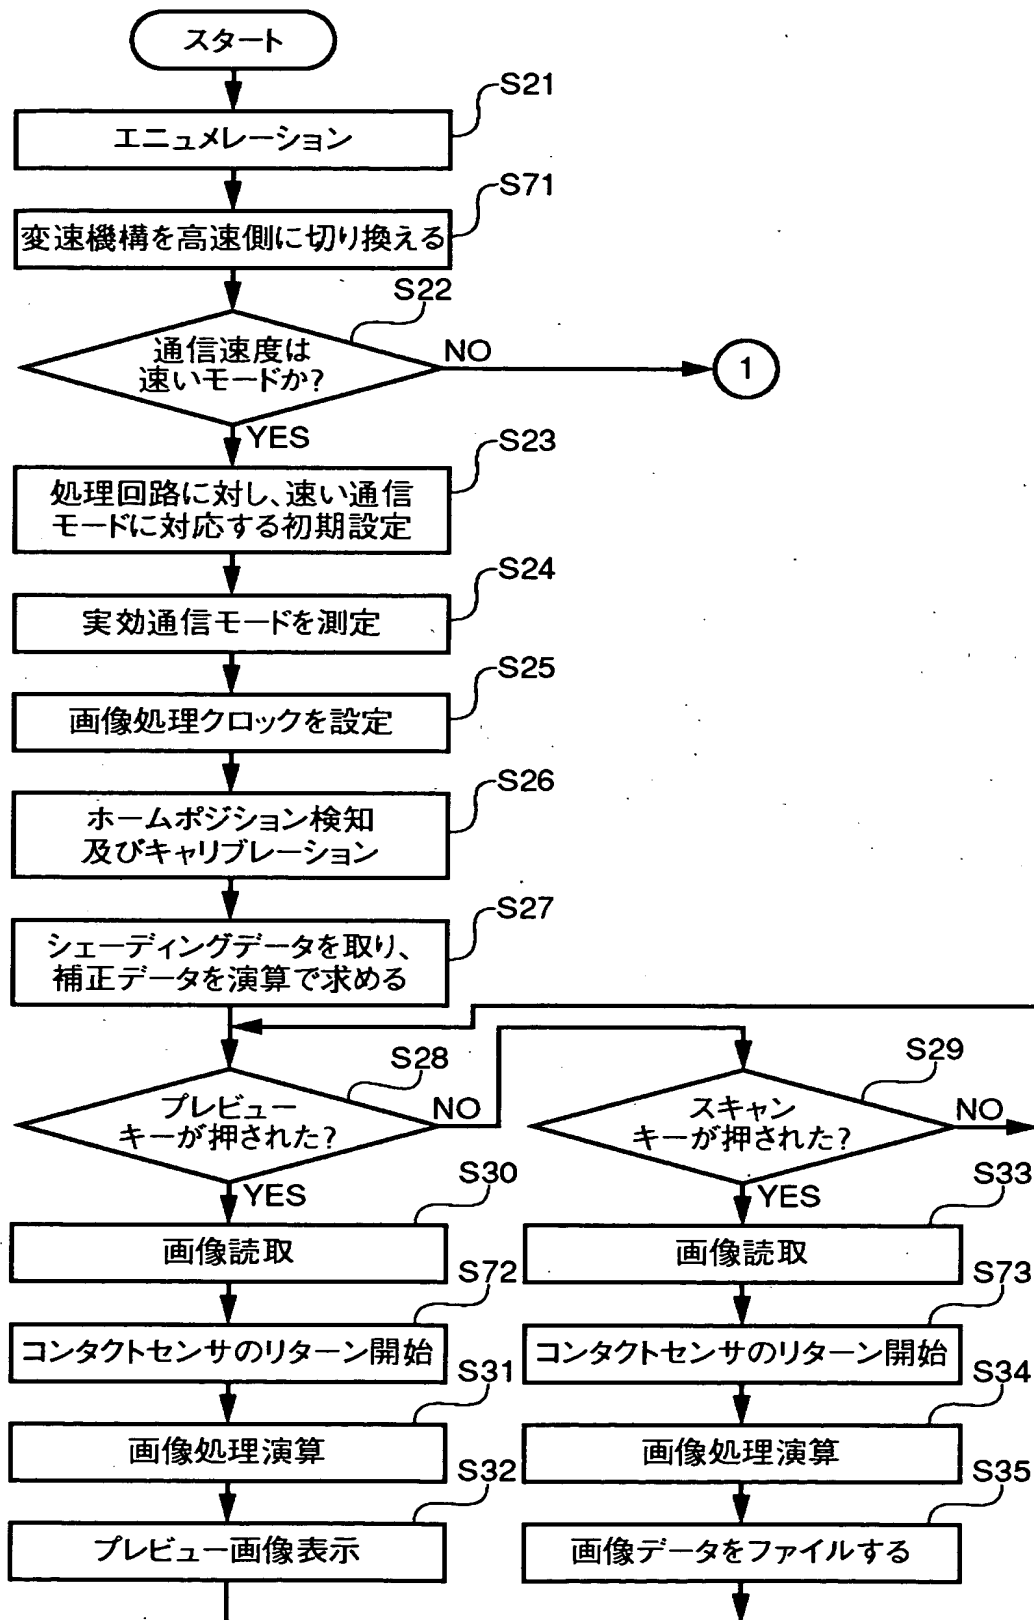 スタート
S21
エニュメレーション
S71
変速機構を高速側に切り換える
S22
通信速度は
速いモードか?
NO
1
YES
S23
処理回路に対し、速い通信
モードに対応する初期設定
S24
実効通信モードを測定
S25
画像処理クロックを設定
S26
ホームポジション検知
及びキャリブレーション
S27
シェーディングデータを取り、
補正データを演算で求める
S28
プレビュー
キーが押された?
NO
YES
S29
スキャン
キーが押された?
NO
YES
S30
画像読取
S72
コンタクトセンサのリターン開始
S31
画像処理演算
S32
プレビュー画像表示
S33
画像読取
S73
コンタクトセンサのリターン開始
S34
画像処理演算
S35
画像データをファイルする